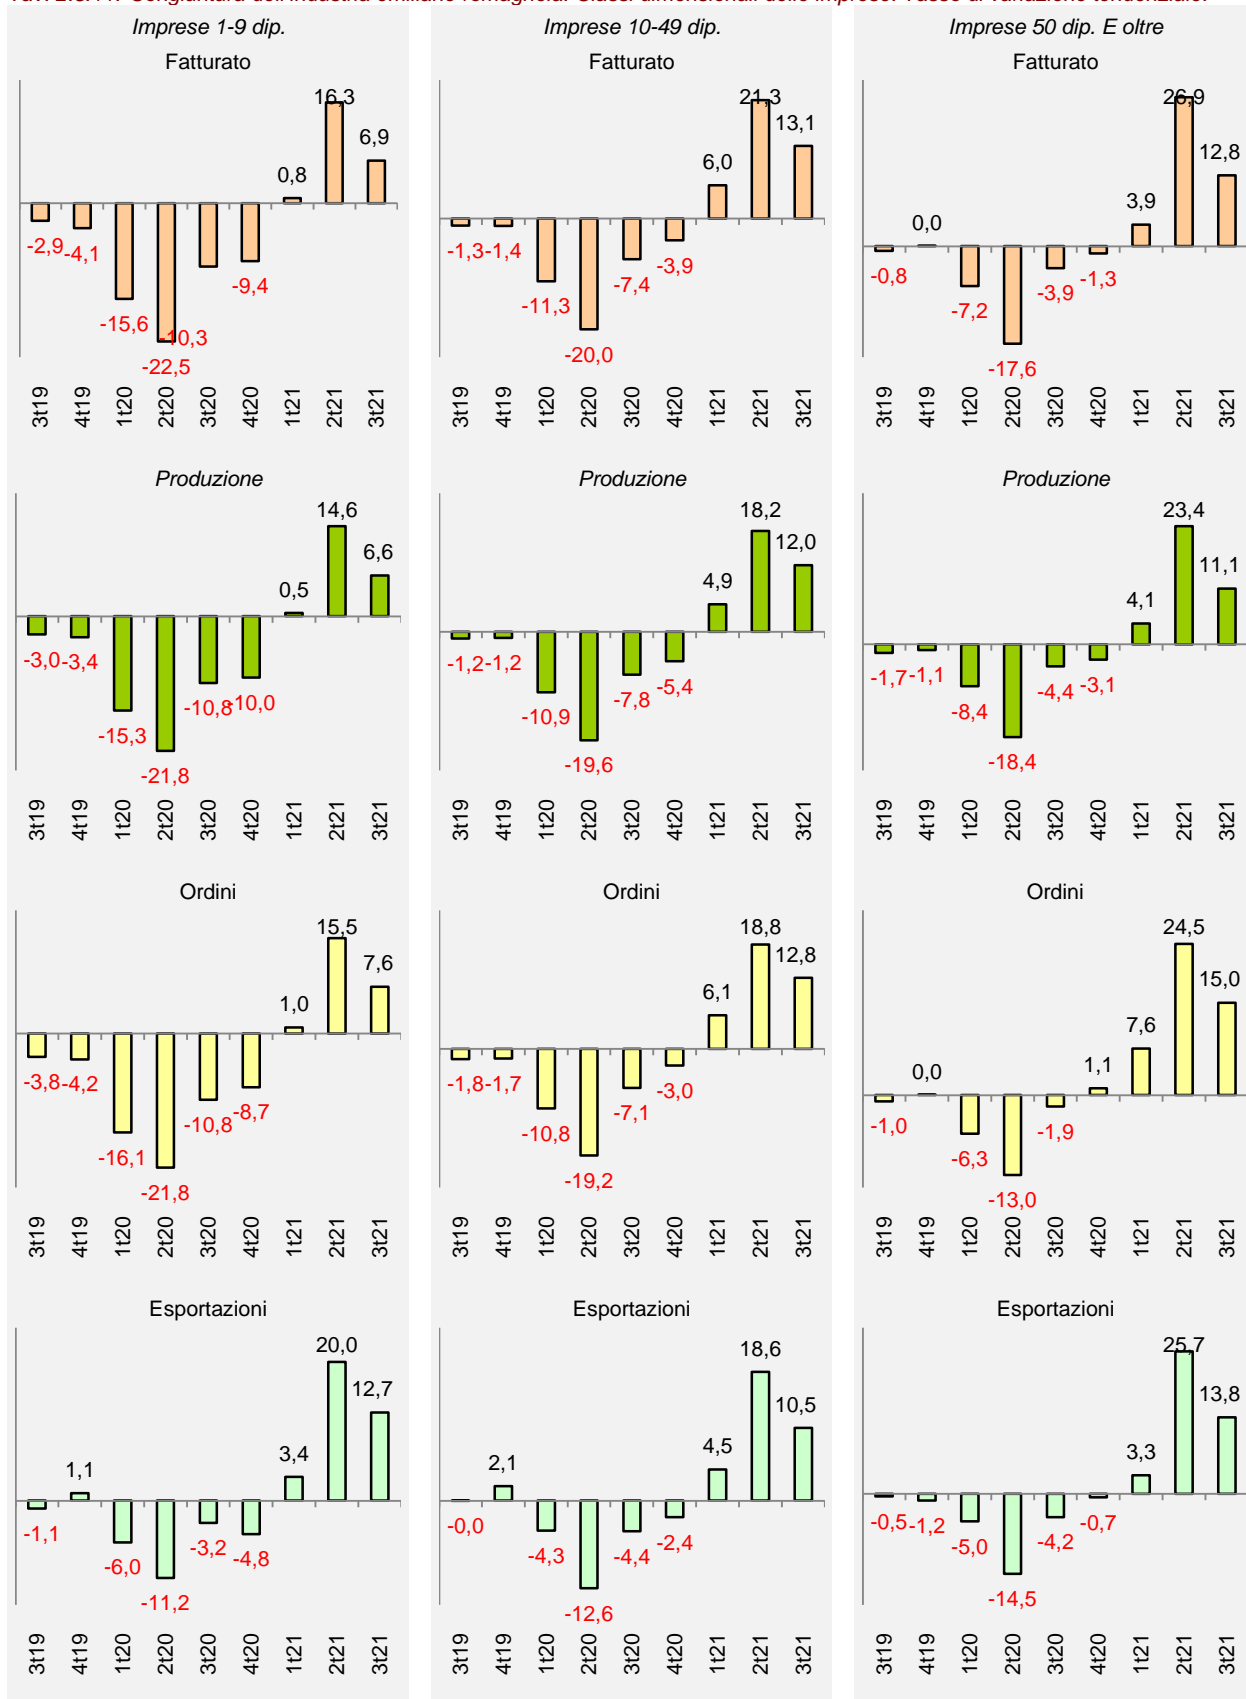 Imprese 1-9 dip.
Imprese 10-49 dip.
Imprese 50 dip. E oltre
Fatturato
-2,9 -4,1 -15,6 -22,5 -10,3 -9,4 0,8 16,3 6,9
3t19 4t19 1t20 2t20 3t20 4t20 1t21 2t21 3t21
Fatturato
-1,3 -1,4 -11,3 -20,0 -7,4 -3,9 6,0 21,3 13,1
3t19 4t19 1t20 2t20 3t20 4t20 1t21 2t21 3t21
Fatturato
-0,8 0,0 -7,2 -17,6 -3,9 -1,3 3,9 26,9 12,8
3t19 4t19 1t20 2t20 3t20 4t20 1t21 2t21 3t21
Produzione
-3,0 -3,4 -15,3 -21,8 -10,8 -10,0 0,5 14,6 6,6
3t19 4t19 1t20 2t20 3t20 4t20 1t21 2t21 3t21
Produzione
-1,2 -1,2 -10,9 -19,6 -7,8 -5,4 4,9 18,2 12,0
3t19 4t19 1t20 2t20 3t20 4t20 1t21 2t21 3t21
Produzione
-1,7 -1,1 -8,4 -18,4 -4,4 -3,1 4,1 23,4 11,1
3t19 4t19 1t20 2t20 3t20 4t20 1t21 2t21 3t21
Ordini
-3,8 -4,2 -16,1 -21,8 -10,8 -8,7 1,0 15,5 7,6
3t19 4t19 1t20 2t20 3t20 4t20 1t21 2t21 3t21
Ordini
-1,8 -1,7 -10,8 -19,2 -7,1 -3,0 6,1 18,8 12,8
3t19 4t19 1t20 2t20 3t20 4t20 1t21 2t21 3t21
Ordini
-1,0 0,0 -6,3 -13,0 -1,9 1,1 7,6 24,5 15,0
3t19 4t19 1t20 2t20 3t20 4t20 1t21 2t21 3t21
Esportazioni
-1,1 1,1 -6,0 -11,2 -3,2 -4,8 3,4 20,0 12,7
3t19 4t19 1t20 2t20 3t20 4t20 1t21 2t21 3t21
Esportazioni
-0,0 2,1 -4,3 -12,6 -4,4 -2,4 4,5 18,6 10,5
3t19 4t19 1t20 2t20 3t20 4t20 1t21 2t21 3t21
Esportazioni
-0,5 -1,2 -5,0 -14,5 -4,2 -0,7 3,3 25,7 13,8
3t19 4t19 1t20 2t20 3t20 4t20 1t21 2t21 3t21